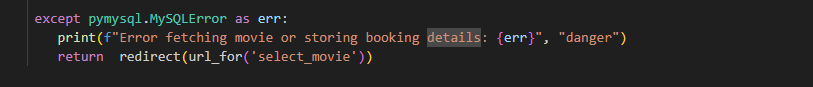 except pymysql.MySQLError as err:
print(f"Error fetching movie or storing booking details: {err}", "danger")
return  redirect(url_for('select_movie'))